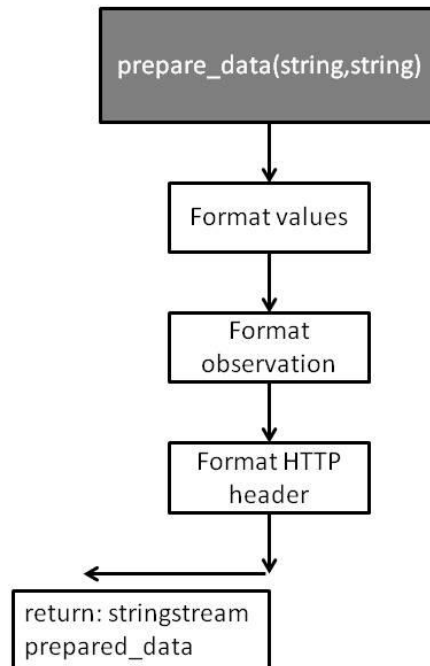 prepare_data(string,string)
Format values
Format
observation
Format HTTP
header
return: stringstream
prepared_data